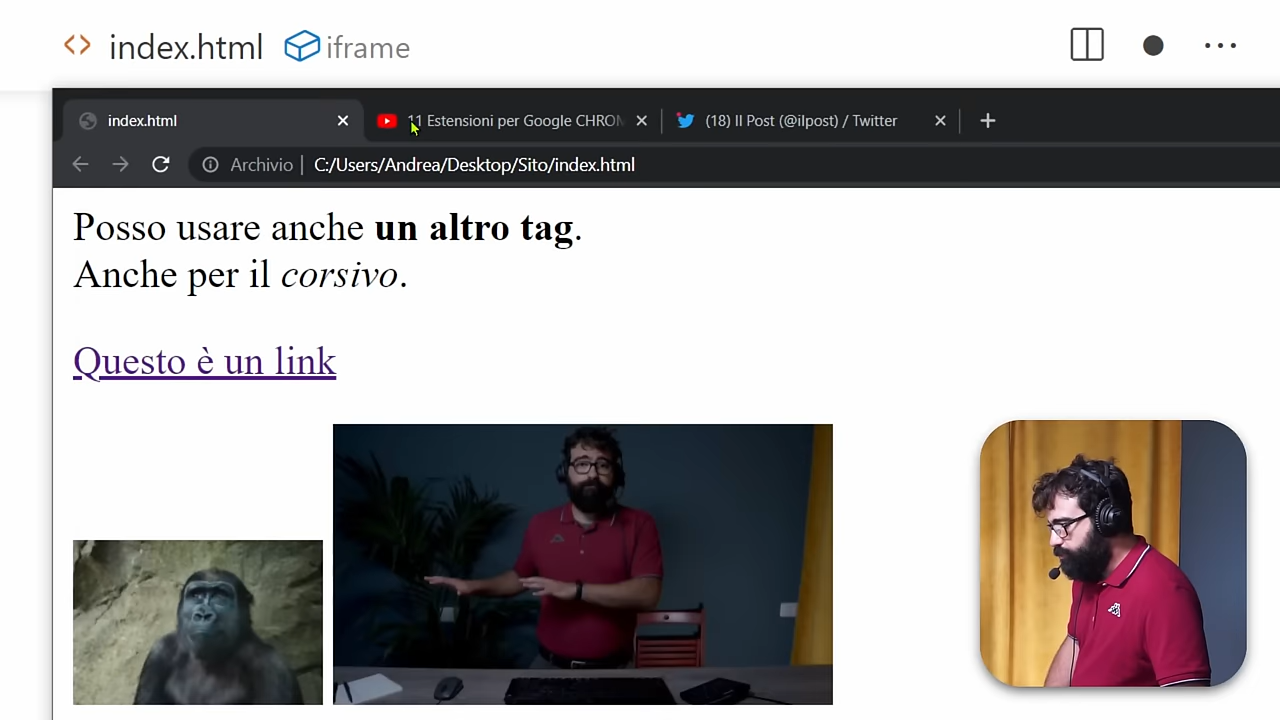 index.html iframe
index.html
11 Estensioni per Google CHROM
(18) Il Post (@ilpost) / Twitter
Archivio | C:/Users/Andrea/Desktop/Sito/index.html
Posso usare anche un altro tag.
Anche per il corsivo.
Questo è un link